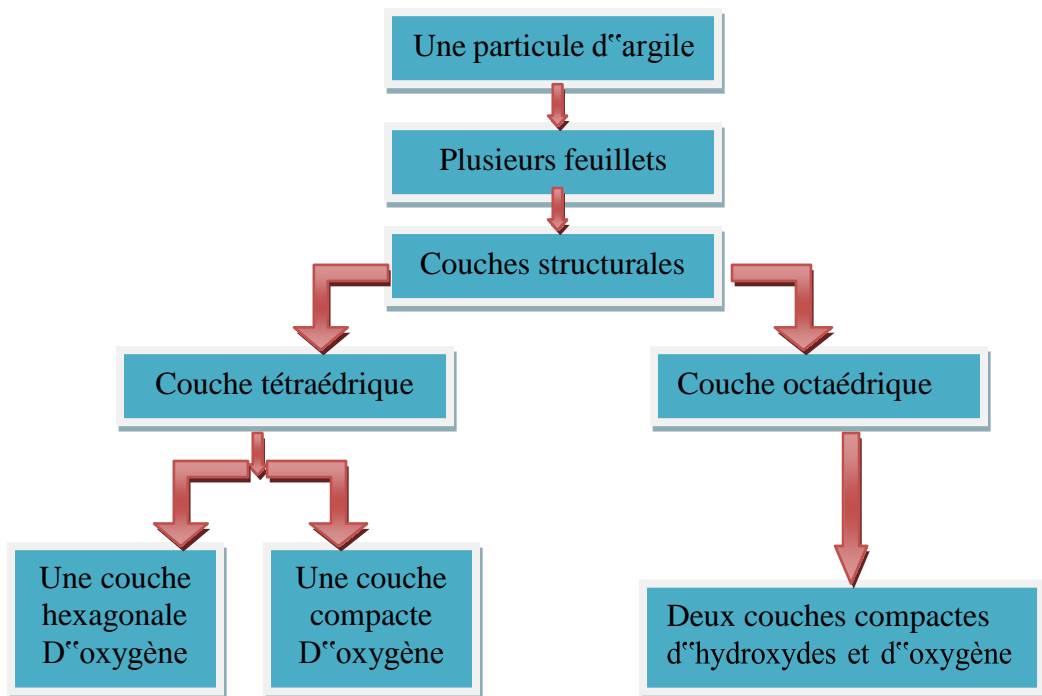 Une particule d‟‟argile
Plusieurs feuillets
Couches structurales
Couche tétraédrique
Couche octaédrique
Une couche
hexagonale
D‟‟oxygène
Une couche
compacte
D‟‟oxygène
Deux couches compactes
d‟‟hydroxydes et d‟‟oxygène